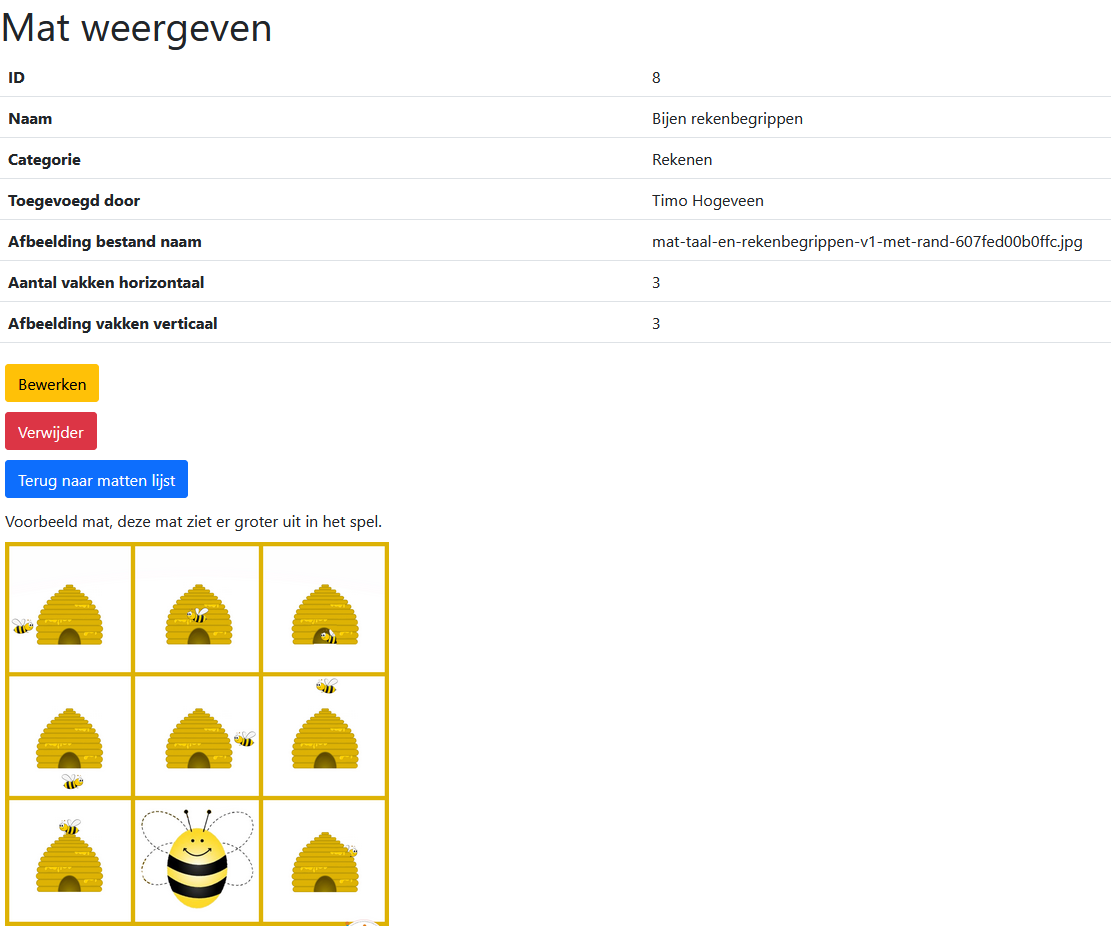 Mat weergeven
ID 8
Naam Bijen rekenbegrippen
Categorie Rekenen
Toegevoegd door Timo Hogeveen
Afbeelding bestand naam mat-taal-en-rekenbegrippen-v1-met-rand-607fed00b0ffc.jpg
Aantal vakken horizontaal 3
Afbeelding vakken verticaal 3
Bewerken
Verwijder
Terug naar matten lijst
Voorbeeld mat, deze mat ziet er groter uit in het spel.